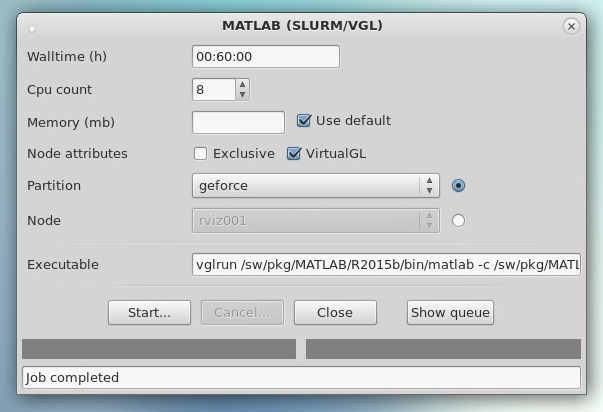 MATLAB (SLURM/VGL)
Walltime (h) 00:60:00
Cpu count 8
Memory (mb) Use default
Node attributes Exclusive VirtualGL
Partition geforce
Node rviz001
Executable vglrun /sw/pkg/MATLAB/R2015b/bin/matlab -c /sw/pkg/MATL
Start... Cancel... Close Show queue
Job completed